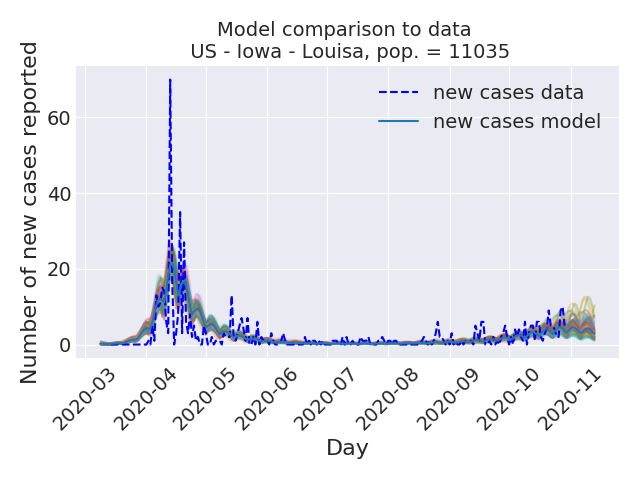 Model comparison to data
US - Iowa - Louisa, pop. = 11035
Number of new cases reported
60
40
20
0
new cases data
new cases model
2020-03
2020-04
2020-05
2020-06
2020-07
2020-08
2020-09
2020-10
2020-11
Day